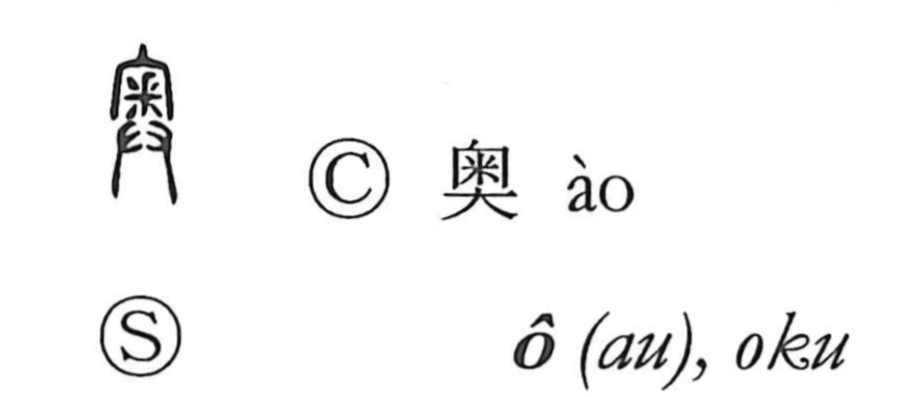 Ⓒ 奥 ào
Ⓢ ô (au), oku